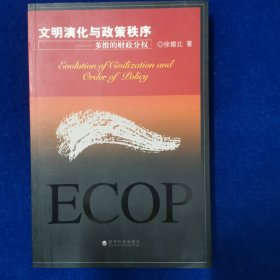 文明演化与政策秩序
——多维的财政分权 ◎徐霜北 著
Evolution of Civilization and
Order of Policy
ECOP
经济科学出版社